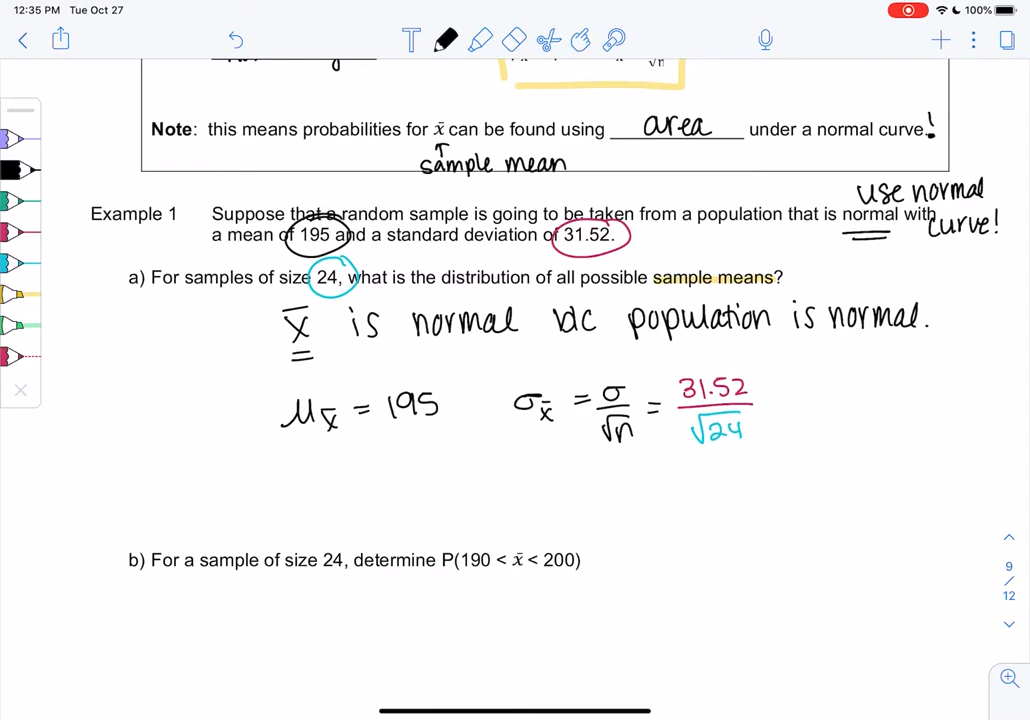 12:35 PM Tue Oct 27
100%
T
√n
Note: this means probabilities for x̄ can be found using area under a normal curve.!
sample mean
use normal
curve!
Example 1 Suppose that a random sample is going to be taken from a population that is normal with
a mean of 195 and a standard deviation of 31.52.
a) For samples of size 24, what is the distribution of all possible sample means?
x̄ is normal b/c population is normal.
μx̄ = 195 σx̄ = σ/√n = 31.52/√24
b) For a sample of size 24, determine P(190 < x̄ < 200)
9
/
12